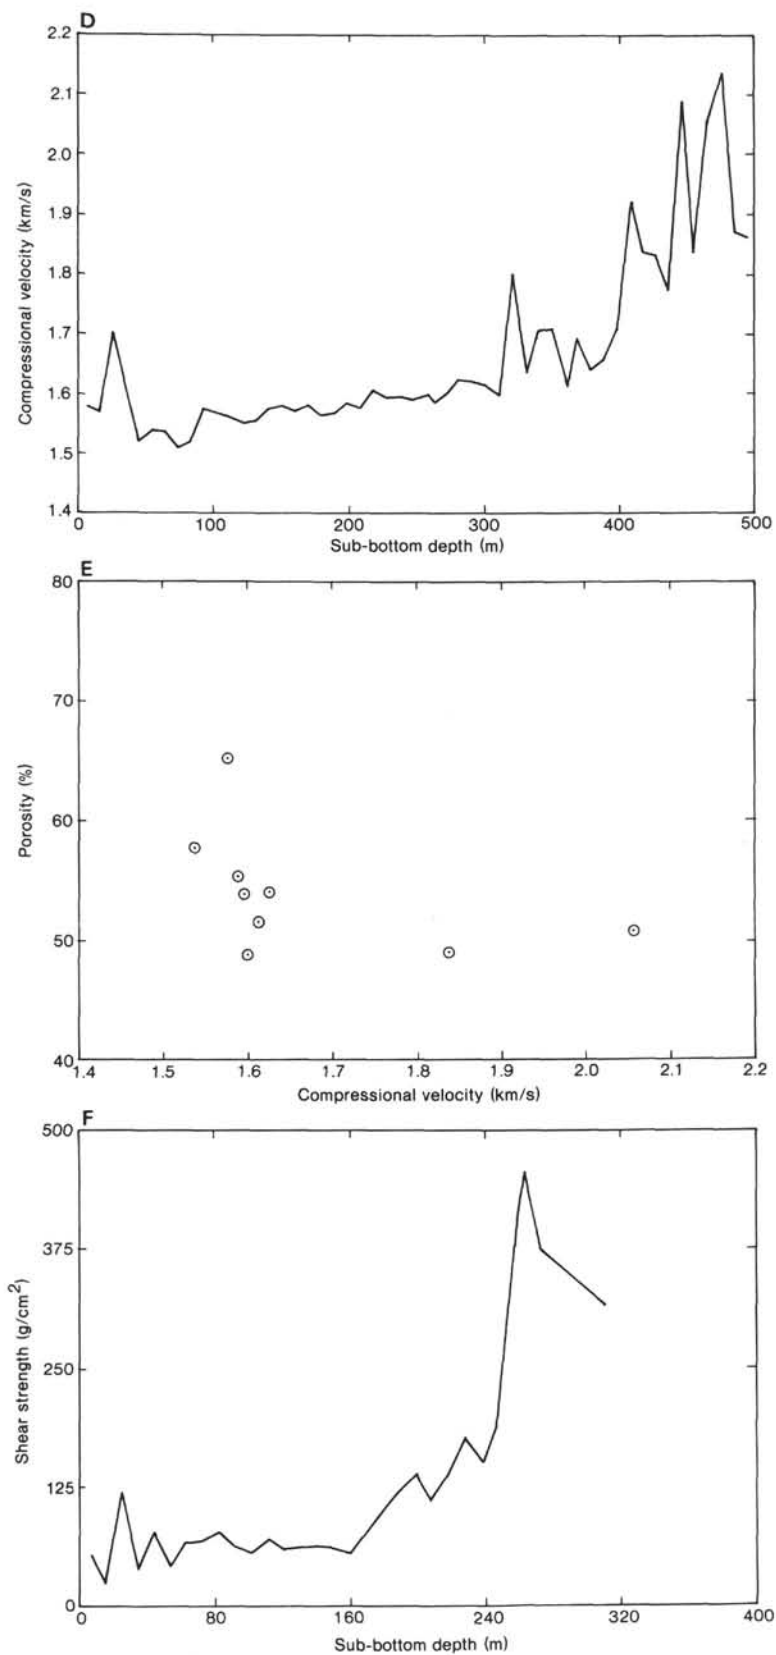 D
2.2
2.1
2.0
1.9
1.8
1.7
1.6
1.5
1.4
Compressional velocity (km/s)
0 100 200 300 400 500
Sub-bottom depth (m)
E
80
70
60
50
40
Porosity (%)
1.4 1.5 1.6 1.7 1.8 1.9 2.0 2.1 2.2
Compressional velocity (km/s)
F
500
375
250
125
0
Shear strength (g/cm2)
0 80 160 240 320 400
Sub-bottom depth (m)